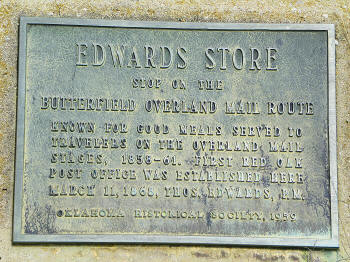 EDWARDS STORE
STOP ON THE
BUTTERFIELD OVERLAND MAIL ROUTE
KNOWN FOR GOOD MEALS SERVED TO
TRAVELERS ON THE OVERLAND MAIL
STAGES, 1858-61. FIRST RED OAK
POST OFFICE WAS ESTABLISHED HERE
MARCH 11, 1868, THOS. EDWARDS, P.M.
OKLAHOMA HISTORICAL SOCIETY, 1959